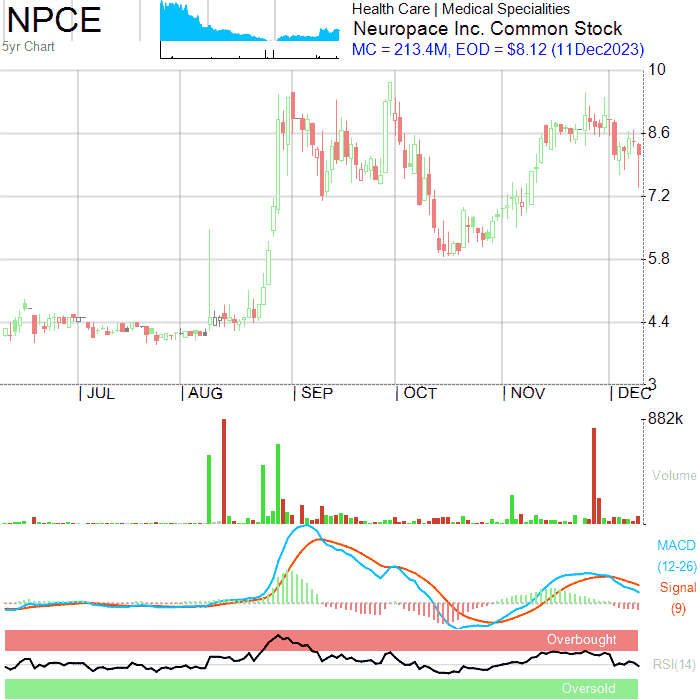 NPCE
5yr Chart
Health Care | Medical Specialities
Neuropace Inc. Common Stock
MC = 213.4M, EOD = $8.12 (11Dec2023)
10
8.6
7.2
5.8
4.4
3
| JUL | AUG | SEP | OCT | NOV | DEC
882k
Volume
MACD
(12-26)
Signal
(9)
Overbought
RSI(14)
Oversold